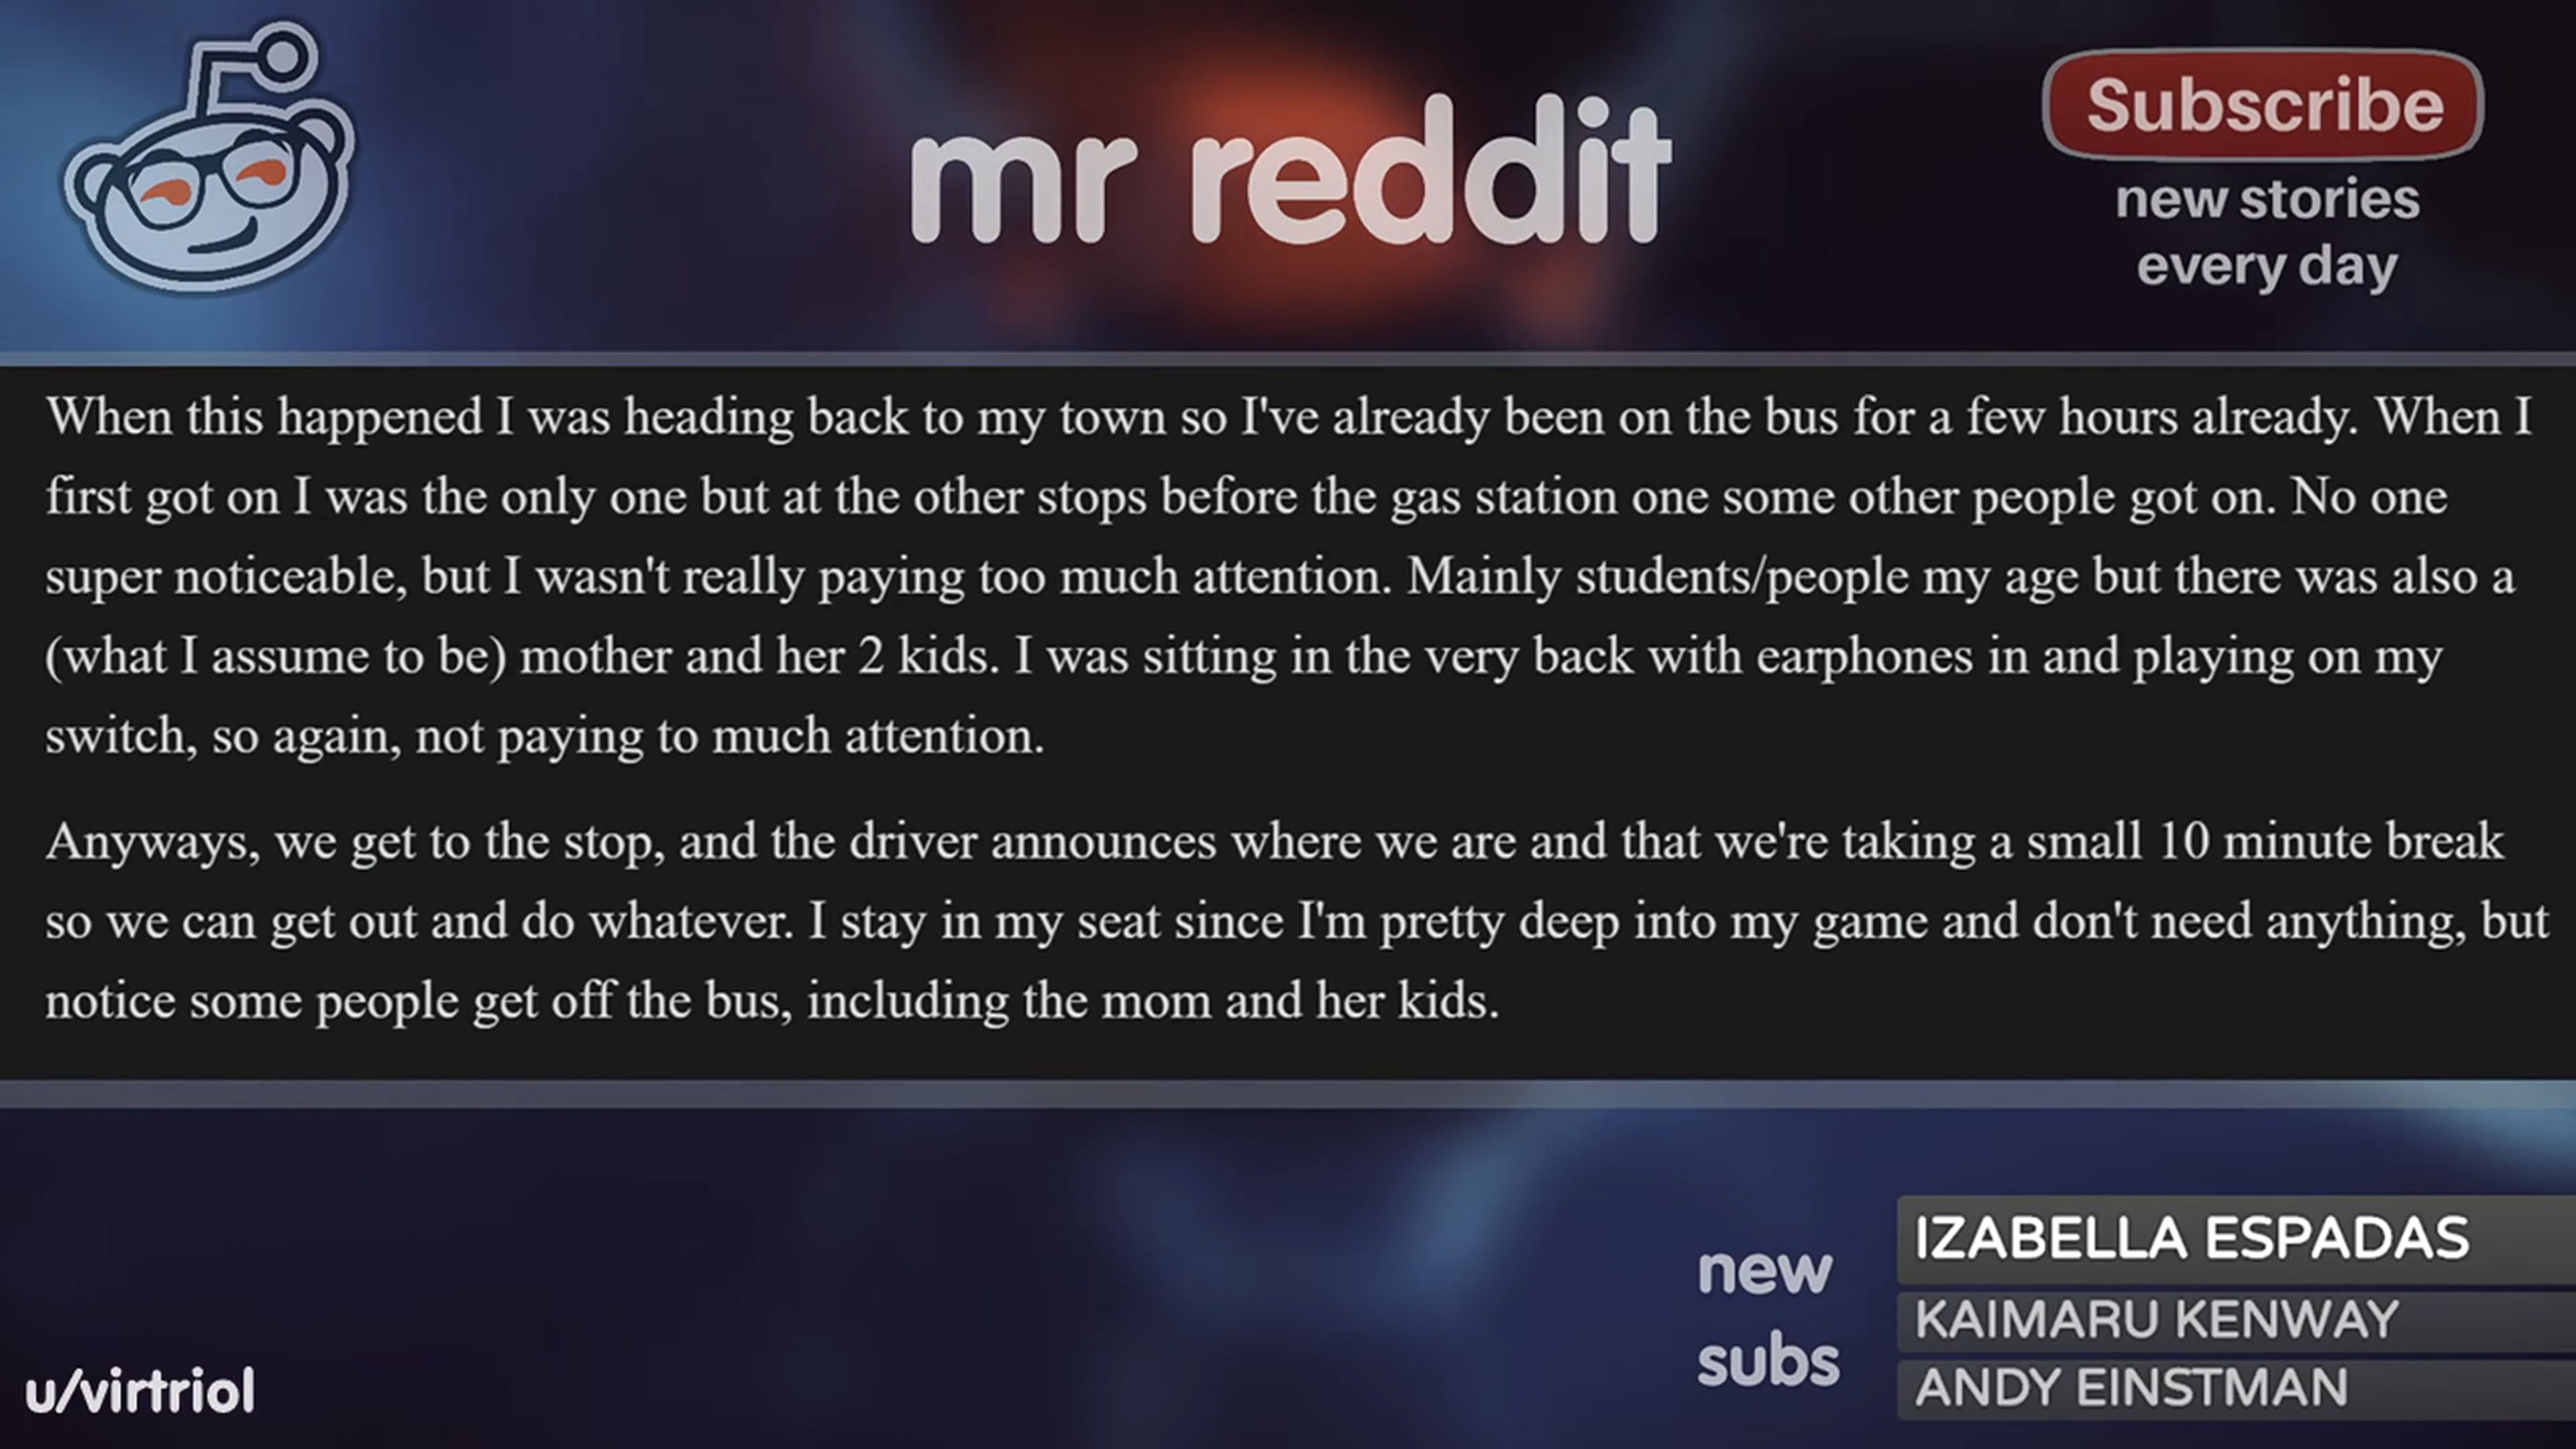 mr reddit
Subscribe
new stories
every day
When this happened I was heading back to my town so I've already been on the bus for a few hours already. When I
first got on I was the only one but at the other stops before the gas station one some other people got on. No one
super noticeable, but I wasn't really paying too much attention. Mainly students/people my age but there was also a
(what I assume to be) mother and her 2 kids. I was sitting in the very back with earphones in and playing on my
switch, so again, not paying to much attention.
Anyways, we get to the stop, and the driver announces where we are and that we're taking a small 10 minute break
so we can get out and do whatever. I stay in my seat since I'm pretty deep into my game and don't need anything, but
notice some people get off the bus, including the mom and her kids.
new
subs
IZABELLA ESPADAS
KAIMARU KENWAY
ANDY EINSTMAN
u/virtriol